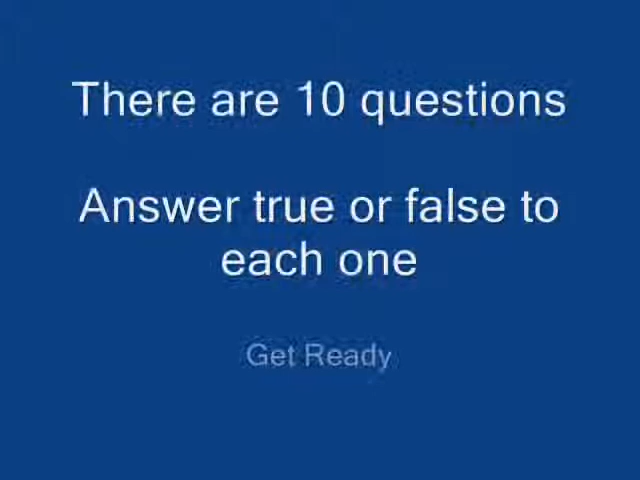 There are 10 questions
Answer true or false to
each one
Get Ready